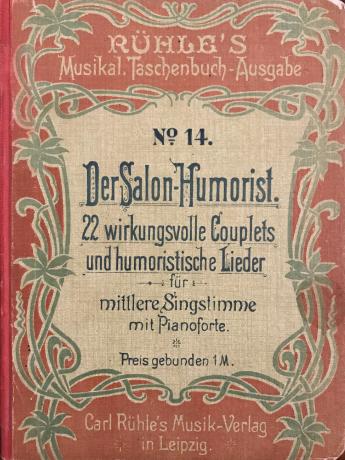 RÜHLE'S
Musikal. Taschenbuch-Ausgabe
No 14.
Der Salon-Humorist.
22 wirkungsvolle Couplets
und humoristische Lieder
für
mittlere Singstimme
mit Pianoforte.
Preis gebunden 1 M.
Carl Rühle's Musik-Verlag
in Leipzig.